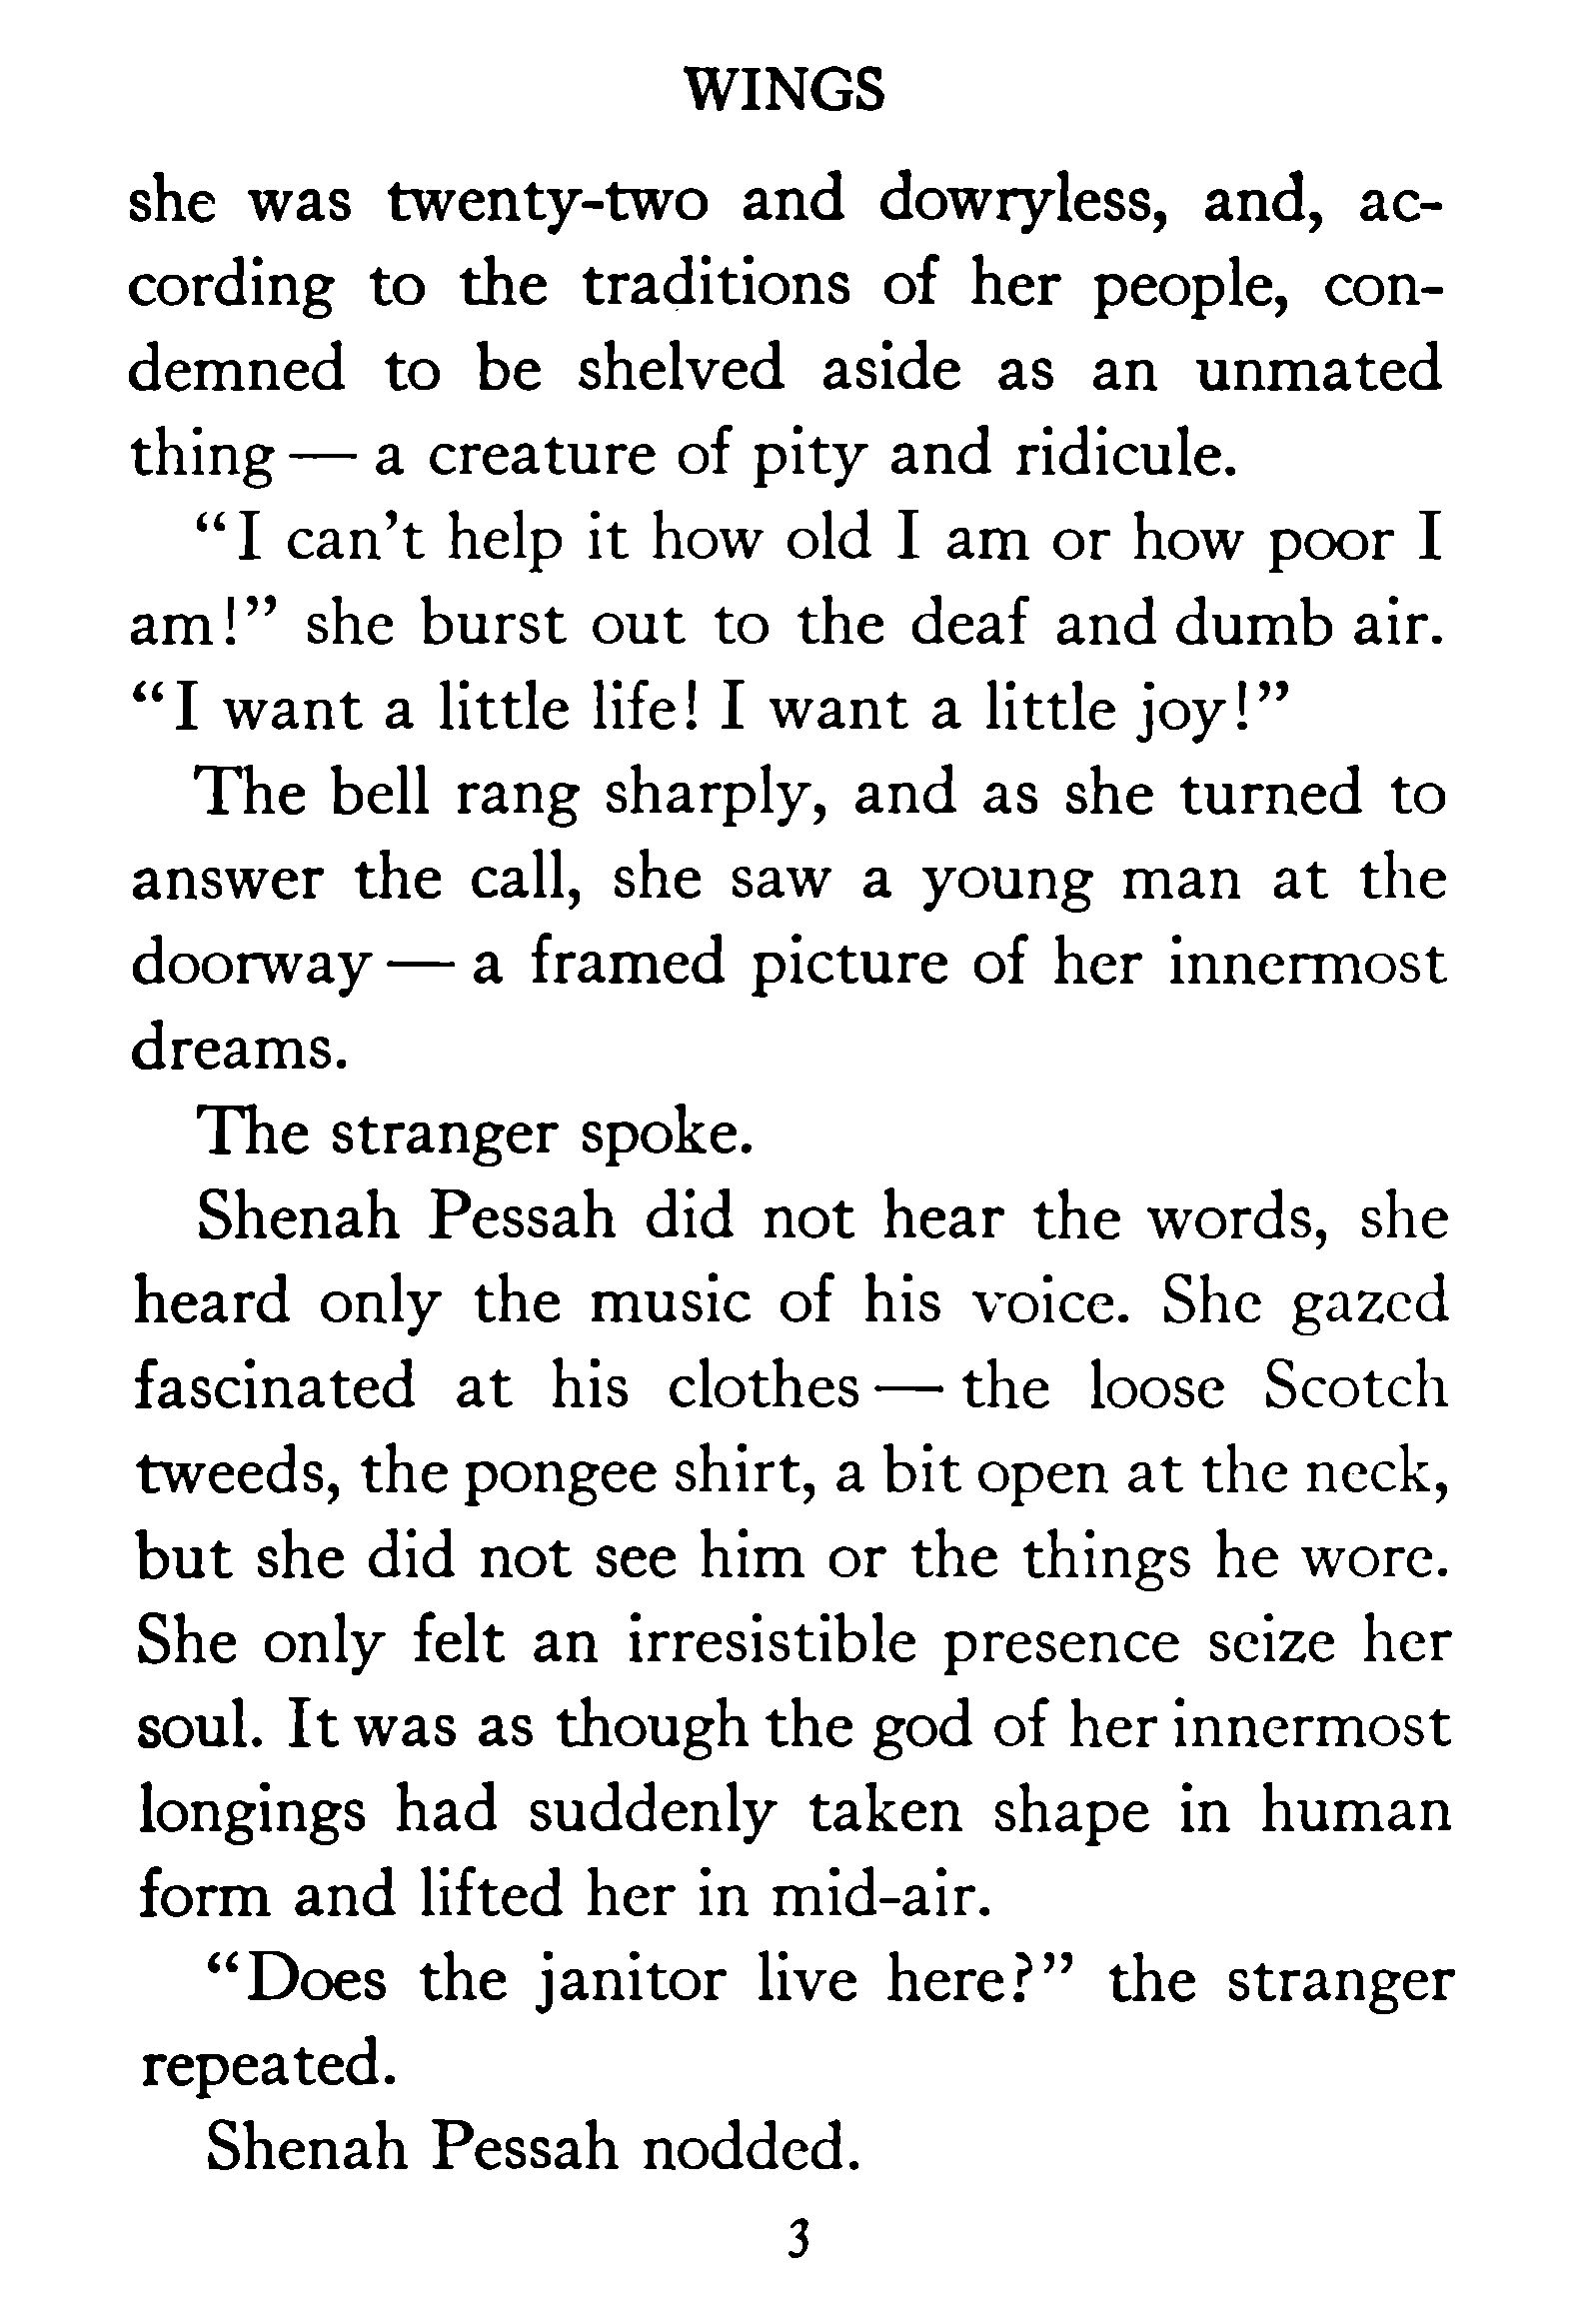 WINGS
she was twenty-two and dowryless, and, ac-
cording to the traditions of her people, con-
demned to be shelved aside as an unmated
thing — a creature of pity and ridicule.
“I can’t help it how old I am or how poor I
am!” she burst out to the deaf and dumb air.
“I want a little life! I want a little joy!”
The bell rang sharply, and as she turned to
answer the call, she saw a young man at the
doorway — a framed picture of her innermost
dreams.
The stranger spoke.
Shenah Pessah did not hear the words, she
heard only the music of his voice. She gazed
fascinated at his clothes — the loose Scotch
tweeds, the pongee shirt, a bit open at the neck,
but she did not see him or the things he wore.
She only felt an irresistible presence seize her
soul. It was as though the god of her innermost
longings had suddenly taken shape in human
form and lifted her in mid-air.
“Does the janitor live here?” the stranger
repeated.
Shenah Pessah nodded.
3